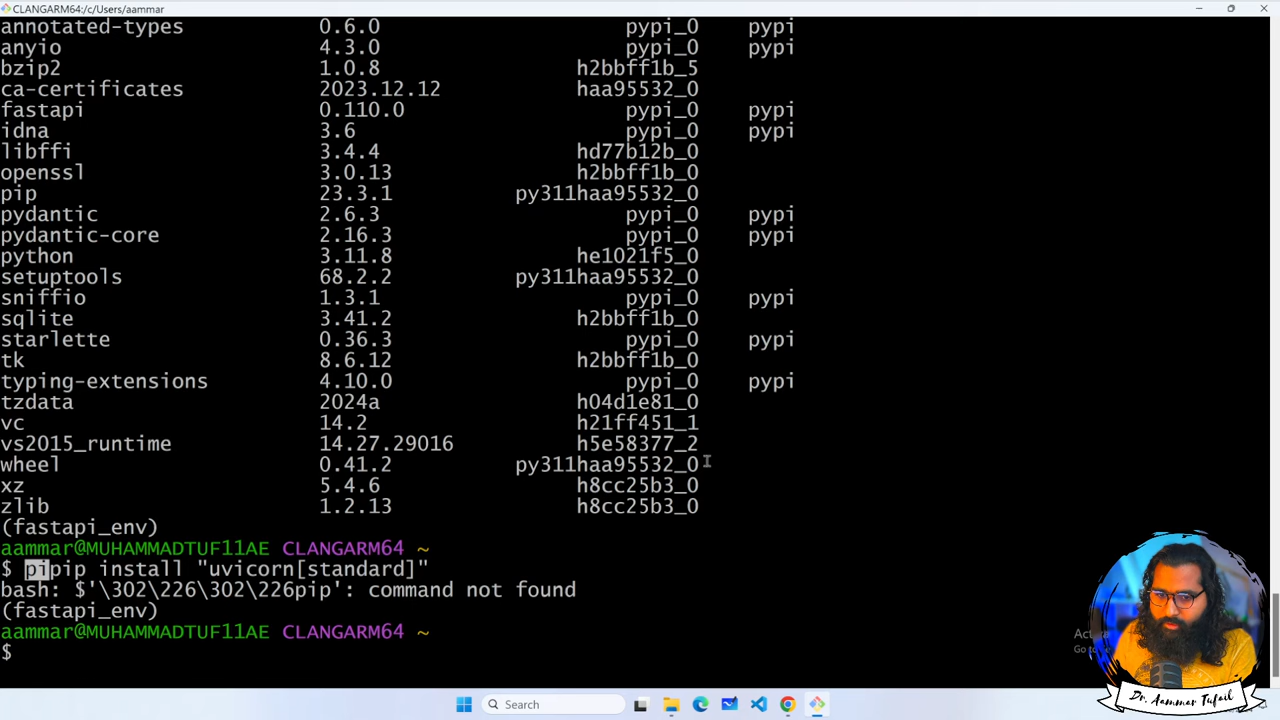 CLANGARM64:/c/Users/aammar
annotated-types 0.6.0 pypi_0 pypi
anyio 4.3.0 pypi_0 pypi
bzip2 1.0.8 h2bbff1b_5
ca-certificates 2023.12.12 haa95532_0
fastapi 0.110.0 pypi_0 pypi
idna 3.6 pypi_0 pypi
libffi 3.4.4 hd77b12b_0
openssl 3.0.13 h2bbff1b_0
pip 23.3.1 py311haa95532_0
pydantic 2.6.3 pypi_0 pypi
pydantic-core 2.16.3 pypi_0 pypi
python 3.11.8 he1021f5_0
setuptools 68.2.2 py311haa95532_0
sniffio 1.3.1 pypi_0 pypi
sqlite 3.41.2 h2bbff1b_0
starlette 0.36.3 pypi_0 pypi
tk 8.6.12 h2bbff1b_0
typing-extensions 4.10.0 pypi_0 pypi
tzdata 2024a h04d1e81_0
vc 14.2 h21ff451_1
vs2015_runtime 14.27.29016 h5e58377_2
wheel 0.41.2 py311haa95532_0
xz 5.4.6 h8cc25b3_0
zlib 1.2.13 h8cc25b3_0
(fastapi_env)
aammar@MUHAMMADTUF11AE CLANGARM64 ~
$ pipip install "uvicorn[standard]"
bash: $'\302\226\302\226pip': command not found
(fastapi_env)
aammar@MUHAMMADTUF11AE CLANGARM64 ~
$
Search
Dr. Aammar Tufail